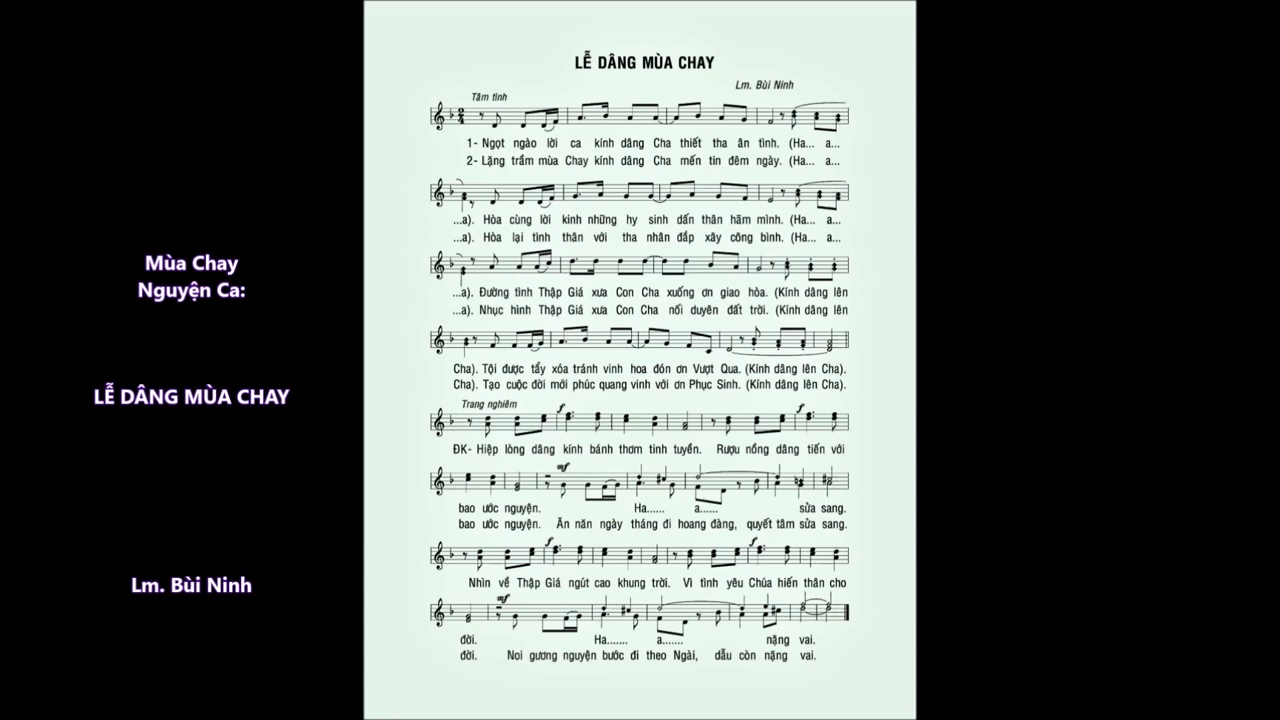 Mùa Chay
Nguyện Ca:
LỄ DÂNG MÙA CHAY
Lm. Bùi Ninh
LỄ DÂNG MÙA CHAY
Lm. Bùi Ninh
Tâm tình
1- Ngọt ngào lời ca kính dâng Cha thiết tha ân tình. (Ha... a...
2- Lặng trầm mùa Chay kính dâng Cha mến tin đêm ngày. (Ha... a...
...a). Hòa cùng lời kinh những hy sinh dấn thân hãm mình. (Ha... a...
...a). Hòa lại tình thân với tha nhân đắp xây công bình. (Ha... a...
...a). Đường tình Thập Giá xưa Con Cha xuống ơn giao hòa. (Kính dâng lên
...a). Nhục hình Thập Giá xưa Con Cha nối duyên đất trời. (Kính dâng lên
Cha). Tội được tẩy xóa tránh vinh hoa đón ơn Vượt Qua. (Kính dâng lên Cha).
Cha). Tạo cuộc đời mới phúc quang vinh với ơn Phục Sinh. (Kính dâng lên Cha).
Trang nghiêm
f
f
ĐK- Hiệp lòng dâng kính bánh thơm tinh tuyền. Rượu nồng dâng tiến với
mf
bao ước nguyện. Ha...... a...... sửa sang.
bao ước nguyện. Ăn năn ngày tháng đi hoang đàng, quyết tâm sửa sang.
f
f
Nhìn về Thập Giá ngút cao khung trời. Vì tình yêu Chúa hiến thân cho
mf
đời. Ha....... a....... nặng vai.
đời. Noi gương nguyện bước đi theo Ngài, dẫu còn nặng vai.